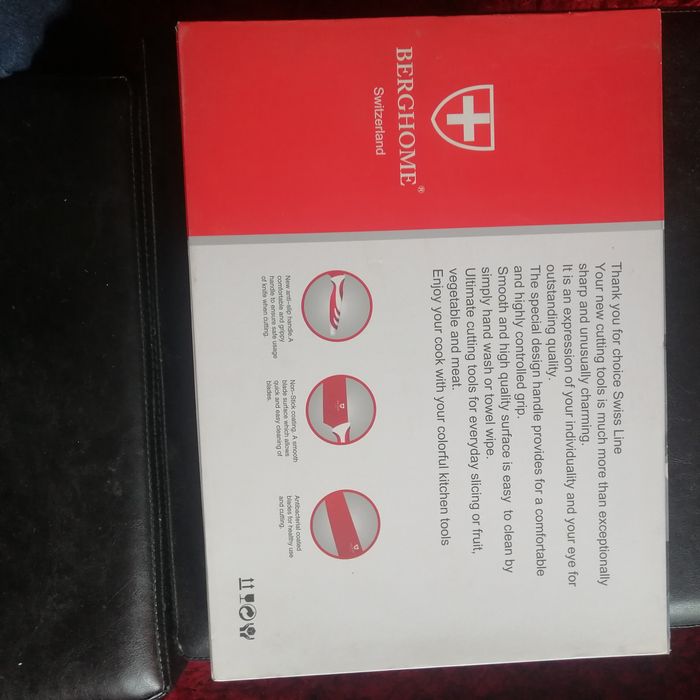 BERGHOME®
Switzerland
Thank you for choice Swiss Line
Your new cutting tools is much more than exceptionally
sharp and unusually charming.
It is an expression of your individuality and your eye for
outstanding quality'.
The special design handle provides for a comfortable
and highly controlled grip.
Smooth and high quality surface is easy to clean by
simply hand wash or towel wipe.
Ultimate cutting tools for everyday slicing or fruit,
vegetable and meat.
Enjoy your cook with your colorful kitchen tools
New anti-slip handle.A
comfortable and grippy
handle to ensure safe usage
of knife when cutting.
Non-Stick coating. A smooth
blade surface which allows
quick and easy cleaning of
blades.
Antibacterial coated
blades for healthy use
and cutting.